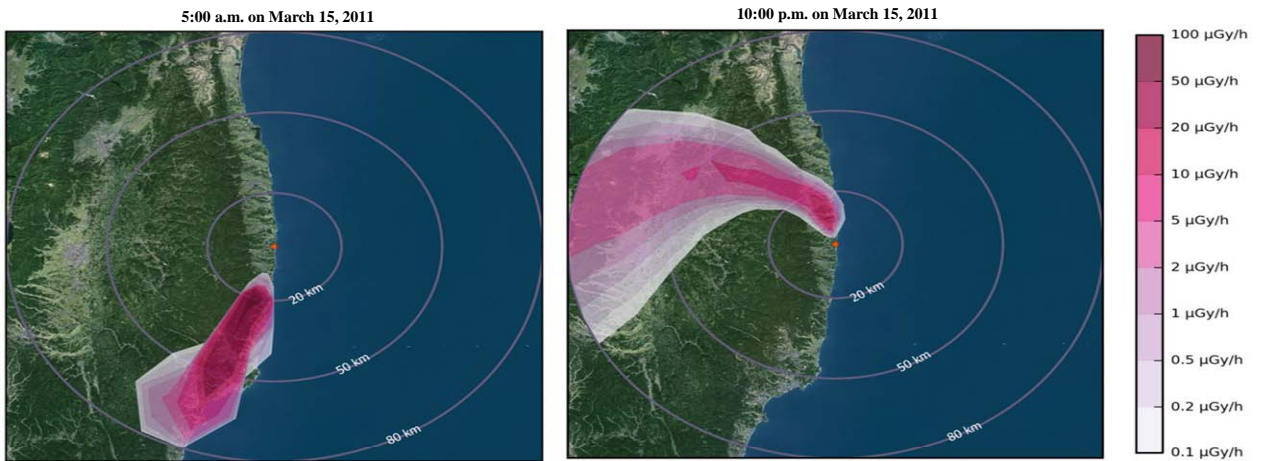 5:00 a.m. on March 15, 2011
20 km
50 km
80 km
10:00 p.m. on March 15, 2011
20 km
50 km
80 km
100 μGy/h
50 μGy/h
20 μGy/h
10 μGy/h
5 μGy/h
2 μGy/h
1 μGy/h
0.5 μGy/h
0.2 μGy/h
0.1 μGy/h